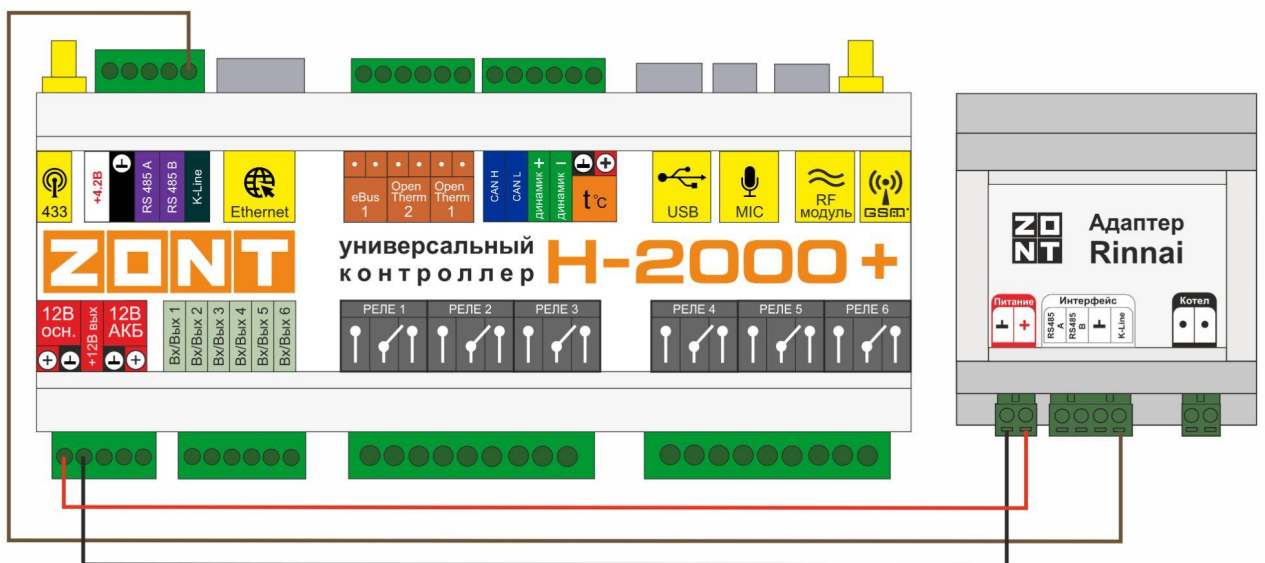 433
+4.2В
RS 485 A
RS 485 B
K-Line
Ethernet
eBus
1
Open
Therm
2
Open
Therm
1
CAN H
CAN L
динамик +
динамик –
t°c
USB
MIC
RF
модуль
GSM
ZONT
универсальный
контроллер
H-2000+
12В
осн.
+12В вых
12В
АКБ
Вх/Вых 1
Вх/Вых 2
Вх/Вых 3
Вх/Вых 4
Вх/Вых 5
Вх/Вых 6
РЕЛЕ 1
РЕЛЕ 2
РЕЛЕ 3
РЕЛЕ 4
РЕЛЕ 5
РЕЛЕ 6
ZONT
Адаптер
Rinnai
Питание
Интерфейс
RS485
A
RS485
B
K-Line
Котел